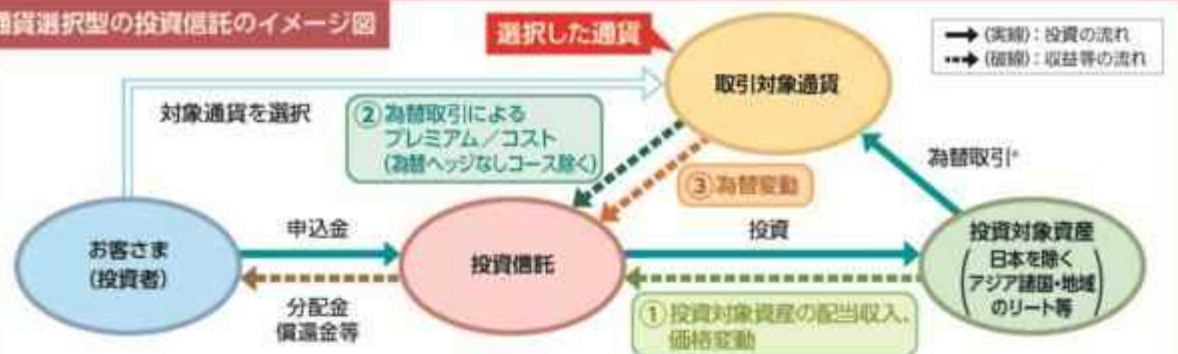 通貨選択型の投資信託のイメージ図
選択した通貨
(実線):投資の流れ
(破線):収益等の流れ
取引対象通貨
対象通貨を選択
②為替取引による
プレミアム/コスト
(為替ヘッジなしコース除く)
為替取引*
③為替変動
申込金
投資
お客さま
(投資者)
投資信託
投資対象資産
(日本を除く
アジア諸国・地域
のリート等)
分配金
償還金等
①投資対象資産の配当収入、
価格変動